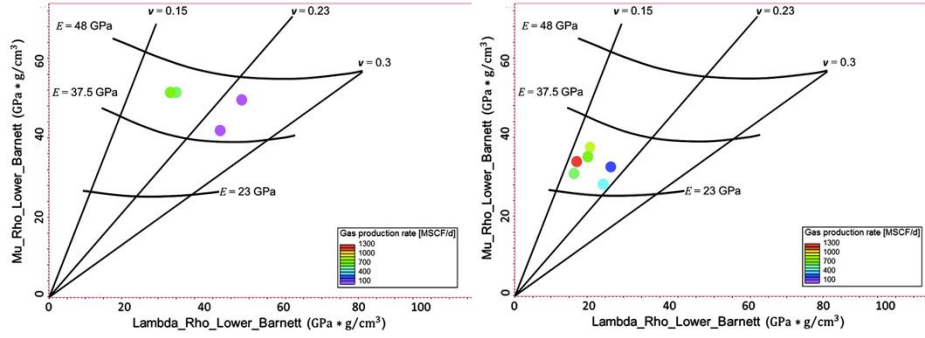 v = 0.15
v = 0.23
E = 48 GPa
v = 0.3
E = 37.5 GPa
E = 23 GPa
Mu_Rho_Lower_Barnett (GPa * g/cm³)
60
40
20
0
Gas production rate [MSCF/d]
1300
1000
700
400
100
0 20 40 60 80 100
Lambda_Rho_Lower_Barnett (GPa * g/cm³)
v = 0.15
v = 0.23
E = 48 GPa
v = 0.3
E = 37.5 GPa
E = 23 GPa
Mu_Rho_Lower_Barnett (GPa * g/cm³)
60
40
20
0
Gas production rate [MSCF/d]
1300
1000
700
400
100
0 20 40 60 80 100
Lambda_Rho_Lower_Barnett (GPa * g/cm³)